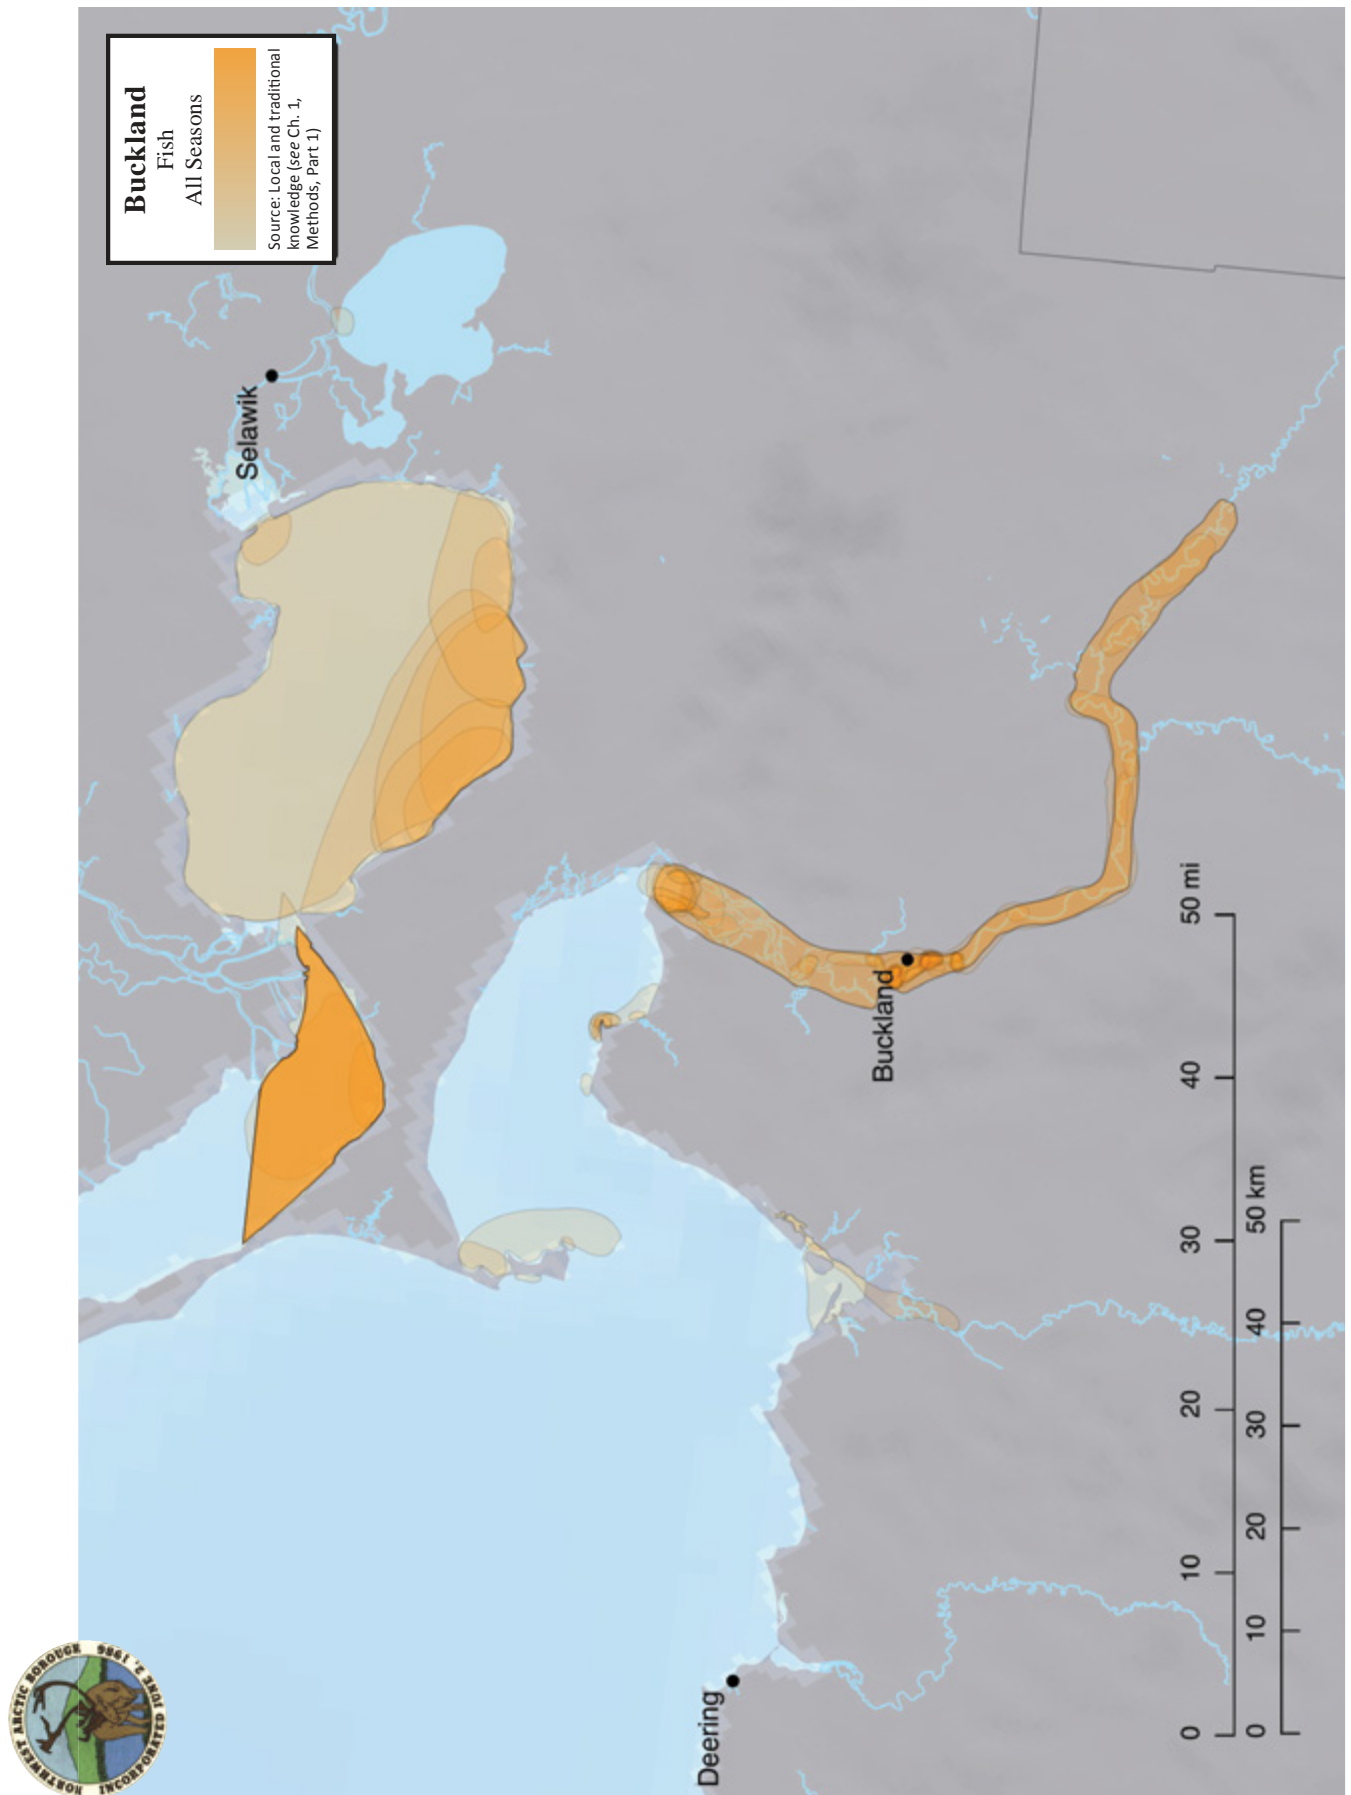 Buckland
Fish
All Seasons
Source: Local and traditional
knowledge (see Ch. 1,
Methods, Part 1)
Selawik
Buckland
Deering
0 10 20 30 40 50 mi
0 10 20 30 40 50 km
NORTHWEST ARCTIC BOROUGH
INCORPORATED JUNE 2, 1986